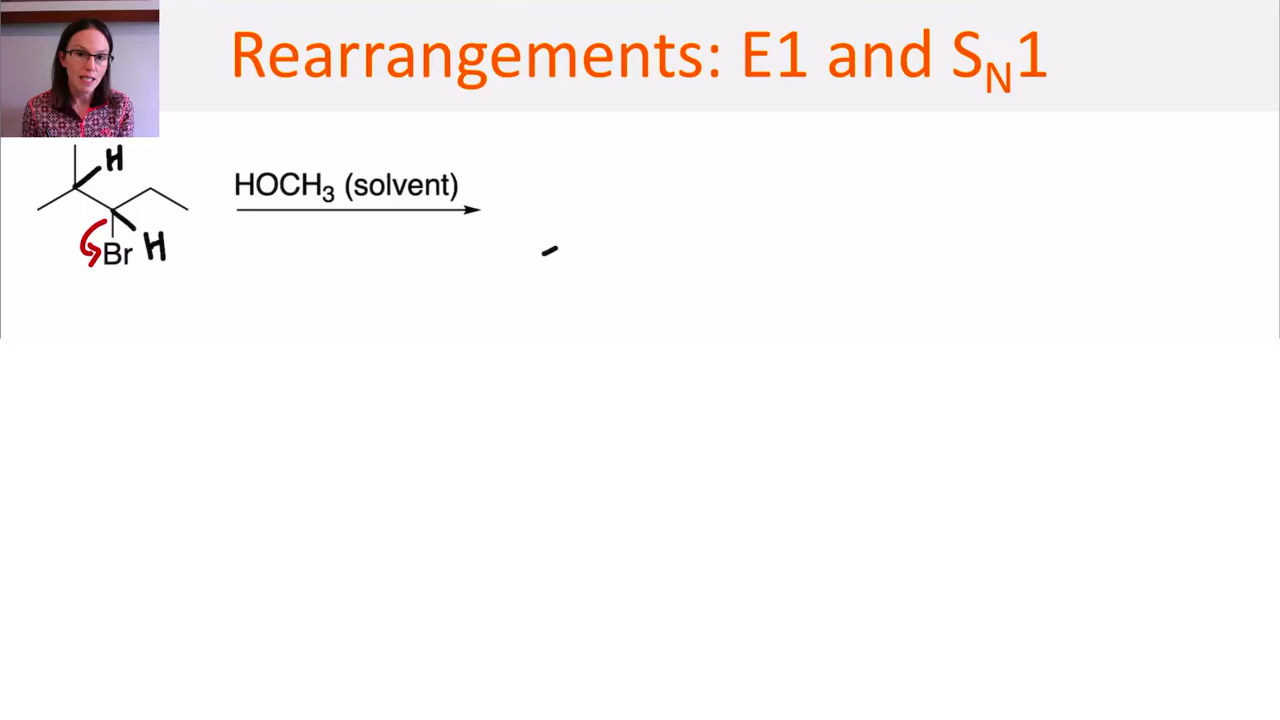 Rearrangements: E1 and SN1
H
HOCH3 (solvent)
Br H